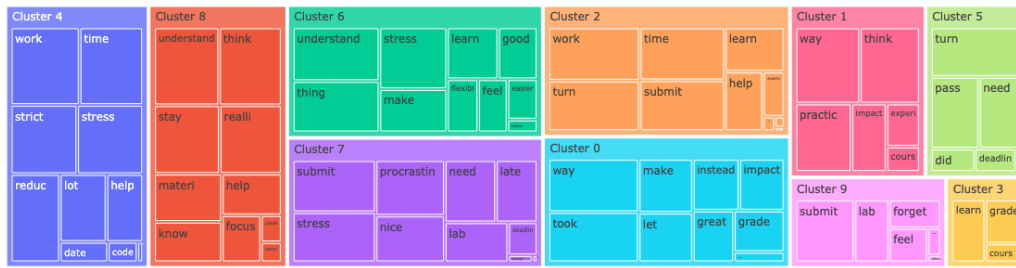 Cluster 4
work time
strict stress
reduc lot help
date code
Cluster 8
understand think
stay realli
materi help
know focus
Cluster 6
understand stress learn good
thing make flexibl feel easier
Cluster 7
submit procrastin need late
stress nice lab deadlin
Cluster 2
work time learn
turn submit help
Cluster 0
way make instead impact
took let great grade
Cluster 1
way think
practic impact experi
cours
Cluster 5
turn
pass need
did deadlin
Cluster 9
submit lab forget
feel
Cluster 3
learn grade
cours